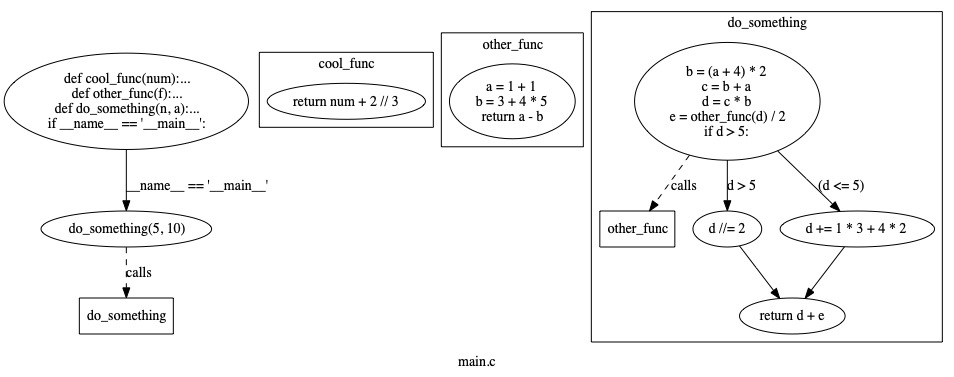 def cool_func(num):...
def other_func(f):...
def do_something(n, a):...
if __name__ == '__main__':
__name__ == '__main__'
do_something(5, 10)
calls
do_something
cool_func
return num + 2 // 3
other_func
a = 1 + 1
b = 3 + 4 * 5
return a - b
do_something
b = (a + 4) * 2
c = b + a
d = c * b
e = other_func(d) / 2
if d > 5:
calls
d > 5
(d <= 5)
other_func
d //= 2
d += 1 * 3 + 4 * 2
return d + e
main.c